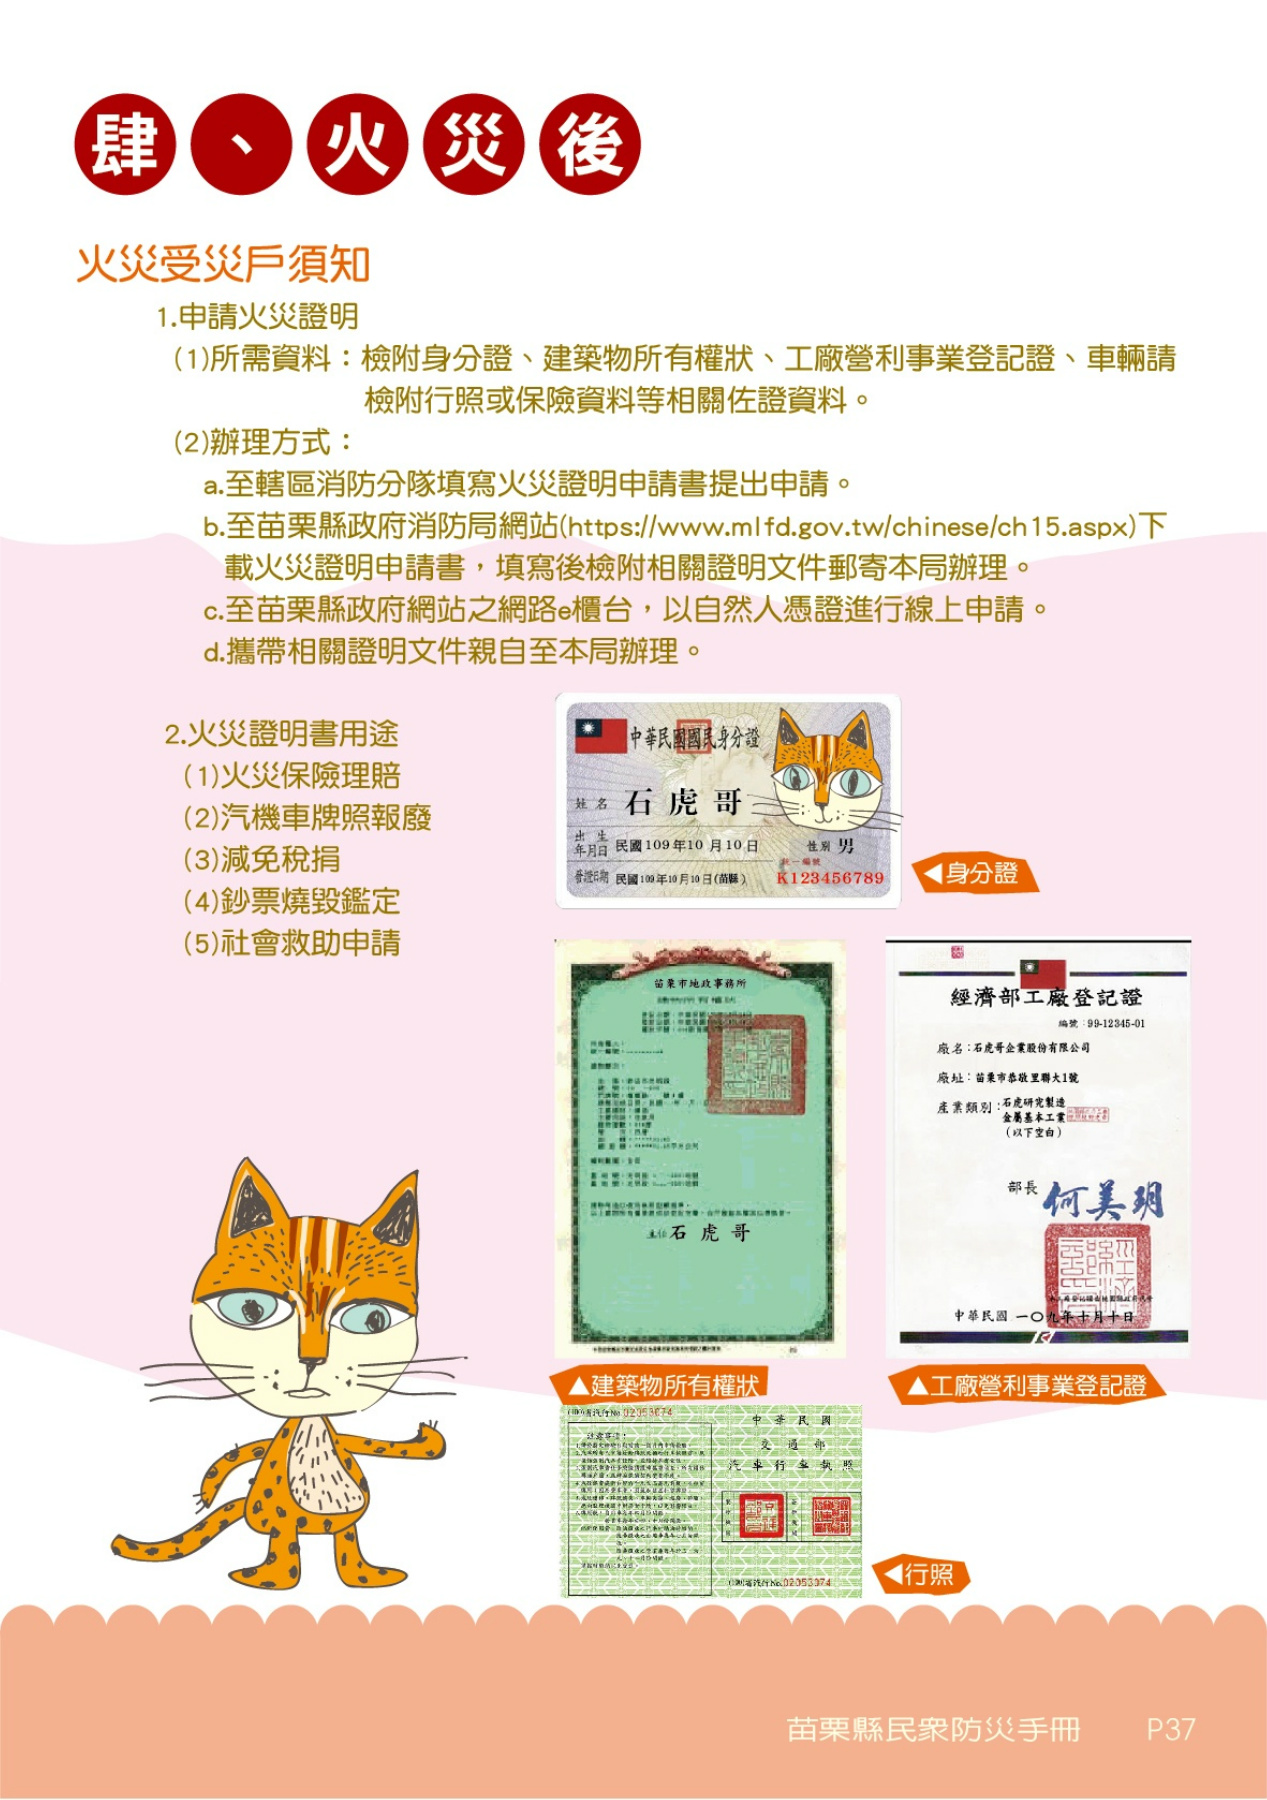 肆、火災後
火災受災戶須知
1.申請火災證明
(1)所需資料：檢附身分證、建築物所有權狀、工廠營利事業登記證、車輛請
檢附行照或保險資料等相關佐證資料。
(2)辦理方式：
a.至轄區消防分隊填寫火災證明申請書提出申請。
b.至苗栗縣政府消防局網站(https://www.mlfd.gov.tw/chinese/ch15.aspx)下
載火災證明申請書，填寫後檢附相關證明文件郵寄本局辦理。
c.至苗栗縣政府網站之網路e櫃台，以自然人憑證進行線上申請。
d.攜帶相關證明文件親自至本局辦理。
2.火災證明書用途
(1)火災保險理賠
(2)汽機車牌照報廢
(3)減免稅捐
(4)鈔票燒毀鑑定
(5)社會救助申請
中華民國國民身分證
姓名 石虎哥
出生
年月日 民國109年10月10日 性別 男
統一編號
發證日期 民國109年10月10日(苗縣) K123456789
◀身分證
苗栗市地政事務所
主任 石虎哥
▲建築物所有權狀
經濟部工廠登記證
編號：99-12345-01
廠名：石虎哥企業股份有限公司
廠址：苗栗市恭敬里聯大1號
產業類別：石虎研究製造
金屬基本工業
(以下空白)
部長 何美玥
中華民國一〇九年十月十日
▲工廠營利事業登記證
02053074
注意事項：
中華民國
交通部
汽車行車執照
02053074
◀行照
苗栗縣民眾防災手冊 P37